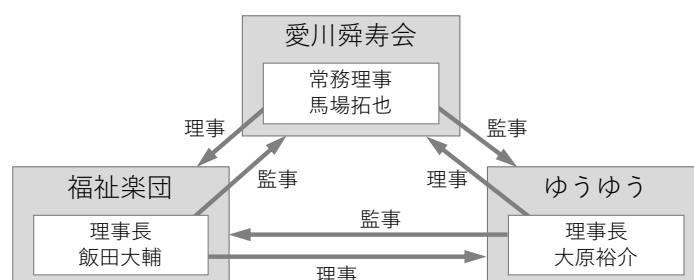 愛川舜寿会
常務理事
馬場拓也
理事
監事
福祉楽団
監事
理事
ゆうゆう
理事長
飯田大輔
監事
理事長
大原裕介
理事